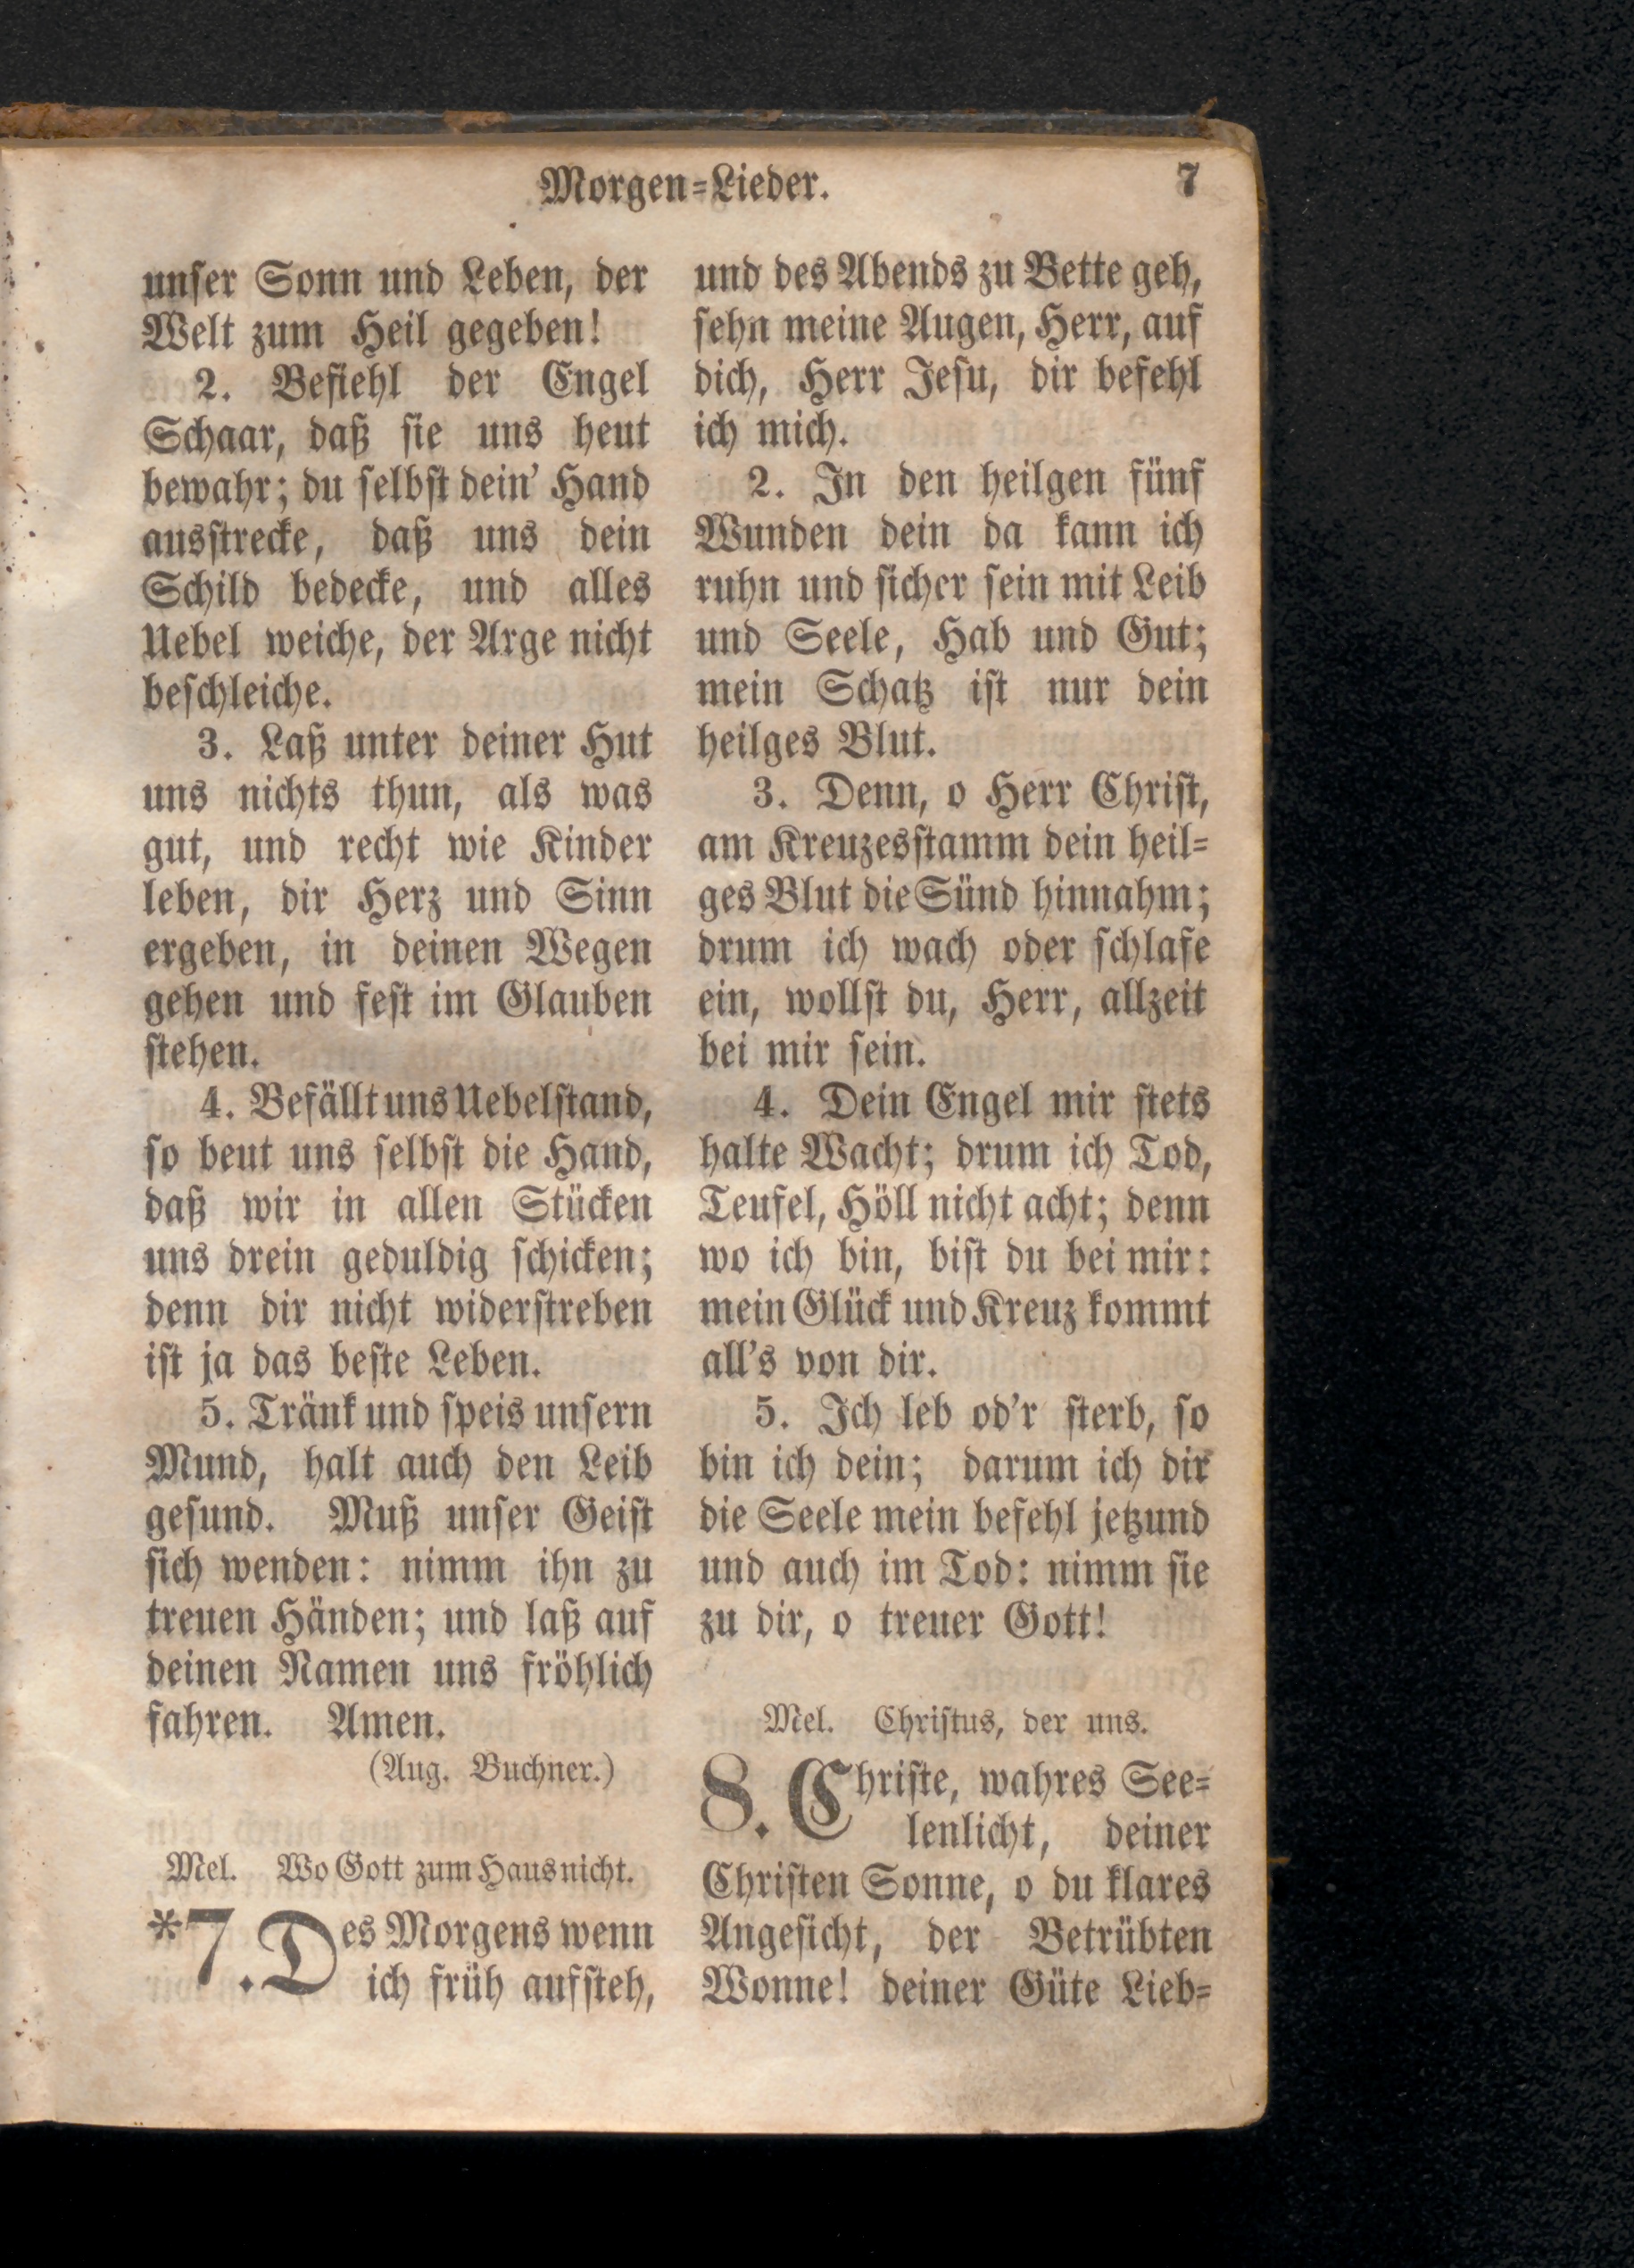 Morgen-Lieder. 7
unser Sonn und Leben, der
Welt zum Heil gegeben!
2. Befiehl der Engel
Schaar, daß sie uns heut
bewahr; du selbst dein' Hand
ausstrecke, daß uns dein
Schild bedecke, und alles
Uebel weiche, der Arge nicht
beschleiche.
3. Laß unter deiner Hut
uns nichts thun, als was
gut, und recht wie Kinder
leben, dir Herz und Sinn
ergeben, in deinen Wegen
gehen und fest im Glauben
stehen.
4. Befällt uns Uebelstand,
so beut uns selbst die Hand,
daß wir in allen Stücken
uns drein geduldig schicken;
denn dir nicht widerstreben
ist ja das beste Leben.
5. Tränk und speis unsern
Mund, halt auch den Leib
gesund. Muß unser Geist
sich wenden: nimm ihn zu
treuen Händen; und laß auf
deinen Namen uns fröhlich
fahren. Amen.
(Aug. Buchner.)
Mel. Wo Gott zum Haus nicht.
*7. Des Morgens wenn
ich früh aufsteh,
und des Abends zu Bette geh,
sehn meine Augen, Herr, auf
dich, Herr Jesu, dir befehl
ich mich.
2. In den heilgen fünf
Wunden dein da kann ich
ruhn und sicher sein mit Leib
und Seele, Hab und Gut;
mein Schatz ist nur dein
heilges Blut.
3. Denn, o Herr Christ,
am Kreuzesstamm dein heil-
ges Blut die Sünd hinnahm;
drum ich wach oder schlafe
ein, wollst du, Herr, allzeit
bei mir sein.
4. Dein Engel mir stets
halte Wacht; drum ich Tod,
Teufel, Höll nicht acht; denn
wo ich bin, bist du bei mir:
mein Glück und Kreuz kommt
all's von dir.
5. Ich leb od'r sterb, so
bin ich dein; darum ich dir
die Seele mein befehl jetzund
und auch im Tod: nimm sie
zu dir, o treuer Gott!
Mel. Christus, der uns.
8. Christe, wahres See-
lenlicht, deiner
Christen Sonne, o du klares
Angesicht, der Betrübten
Wonne! deiner Güte Lieb-